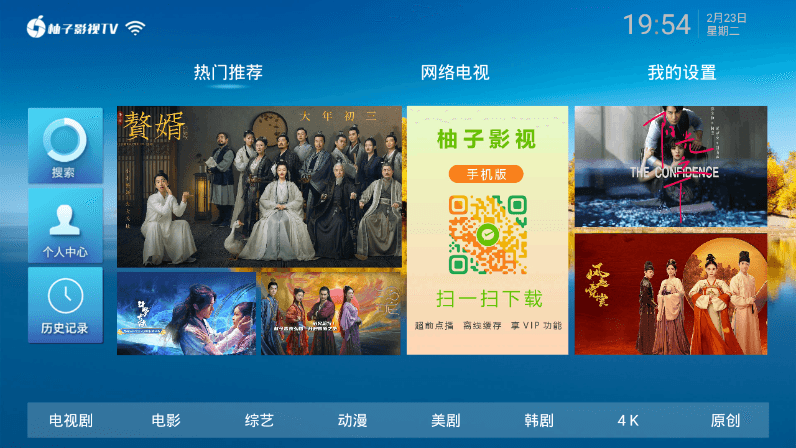 柚子影视TV
19:54
2月23日
星期二
热门推荐
网络电视
我的设置
搜索
个人中心
历史记录
赘婿
大年初三
柚子影视
手机版
扫一扫下载
超前点播 离线缓存 享VIP功能
THE CONFIDENCE
电视剧
电影
综艺
动漫
美剧
韩剧
4K
原创